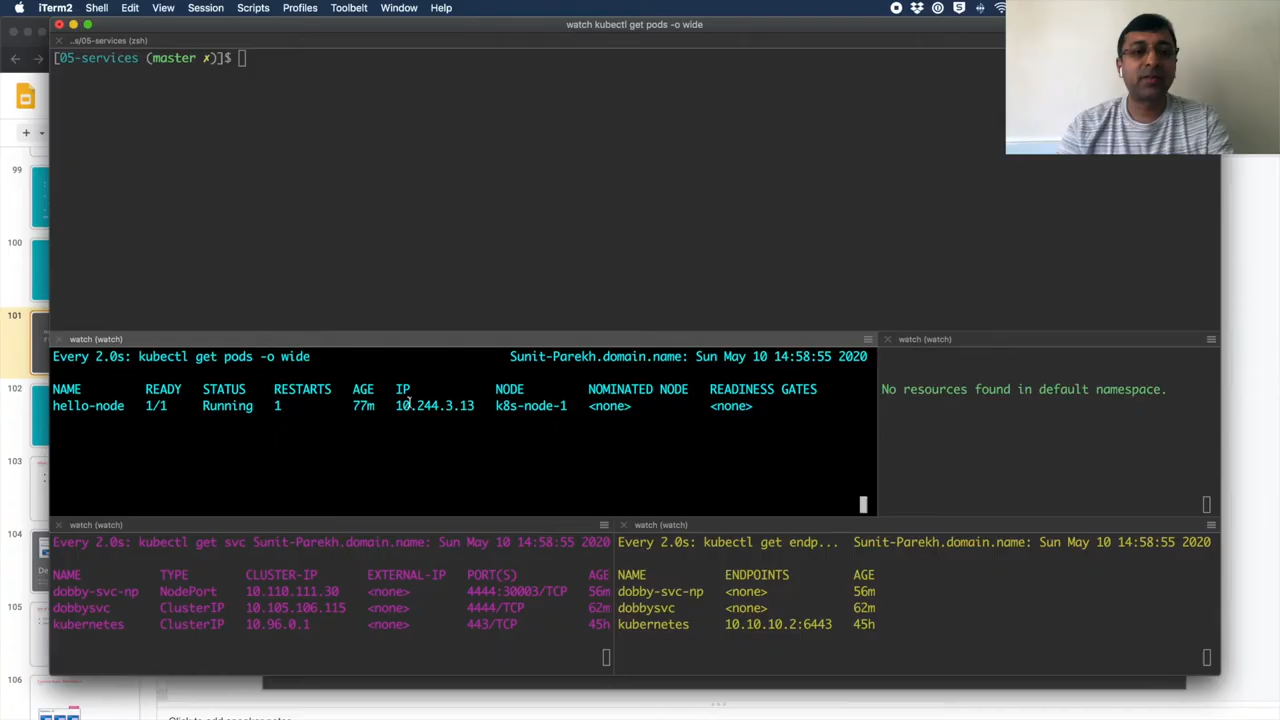 iTerm2 Shell Edit View Session Scripts Profiles Toolbelt Window Help
watch kubectl get pods -o wide
..s/05-services (zsh)
[05-services (master ✗)]$
99
100
101
102
103
104
105
106
watch (watch)
Every 2.0s: kubectl get pods -o wide Sunit-Parekh.domain.name: Sun May 10 14:58:55 2020
NAME READY STATUS RESTARTS AGE IP NODE NOMINATED NODE READINESS GATES
hello-node 1/1 Running 1 77m 10.244.3.13 k8s-node-1 <none> <none>
watch (watch)
No resources found in default namespace.
watch (watch)
Every 2.0s: kubectl get svc Sunit-Parekh.domain.name: Sun May 10 14:58:55 2020
NAME TYPE CLUSTER-IP EXTERNAL-IP PORT(S) AGE
dobby-svc-np NodePort 10.110.111.30 <none> 4444:30003/TCP 56m
dobbysvc ClusterIP 10.105.106.115 <none> 4444/TCP 62m
kubernetes ClusterIP 10.96.0.1 <none> 443/TCP 45h
watch (watch)
Every 2.0s: kubectl get endp... Sunit-Parekh.domain.name: Sun May 10 14:58:55 2020
NAME ENDPOINTS AGE
dobby-svc-np <none> 56m
dobbysvc <none> 62m
kubernetes 10.10.10.2:6443 45h
Click to add speaker notes